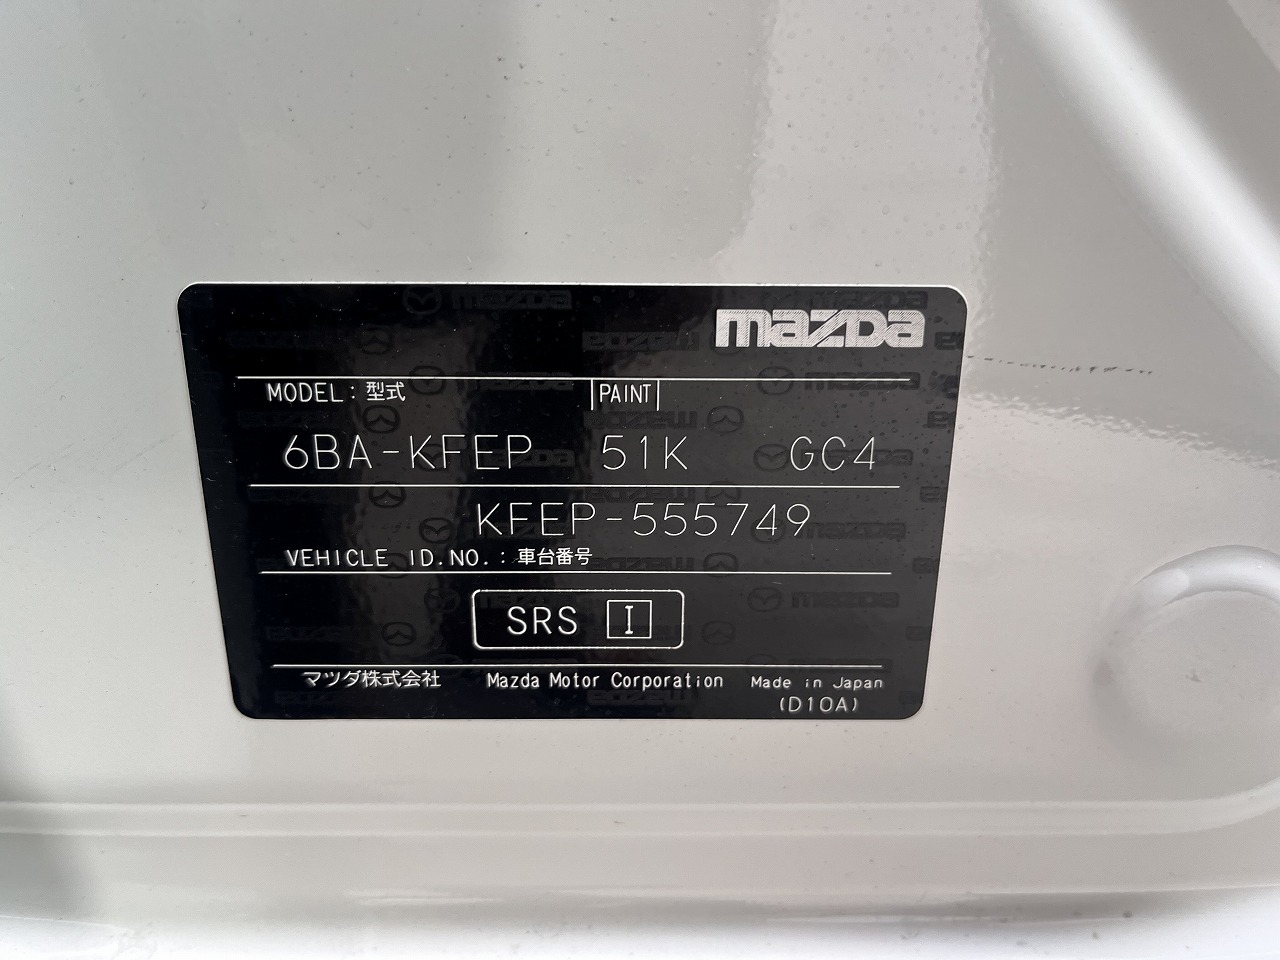 mazda
MODEL：型式 PAINT
6BA-KFEP 51K GC4
KFEP-555749
VEHICLE ID.NO.：車台番号
SRS I
マツダ株式会社 Mazda Motor Corporation Made in Japan
(D10A)